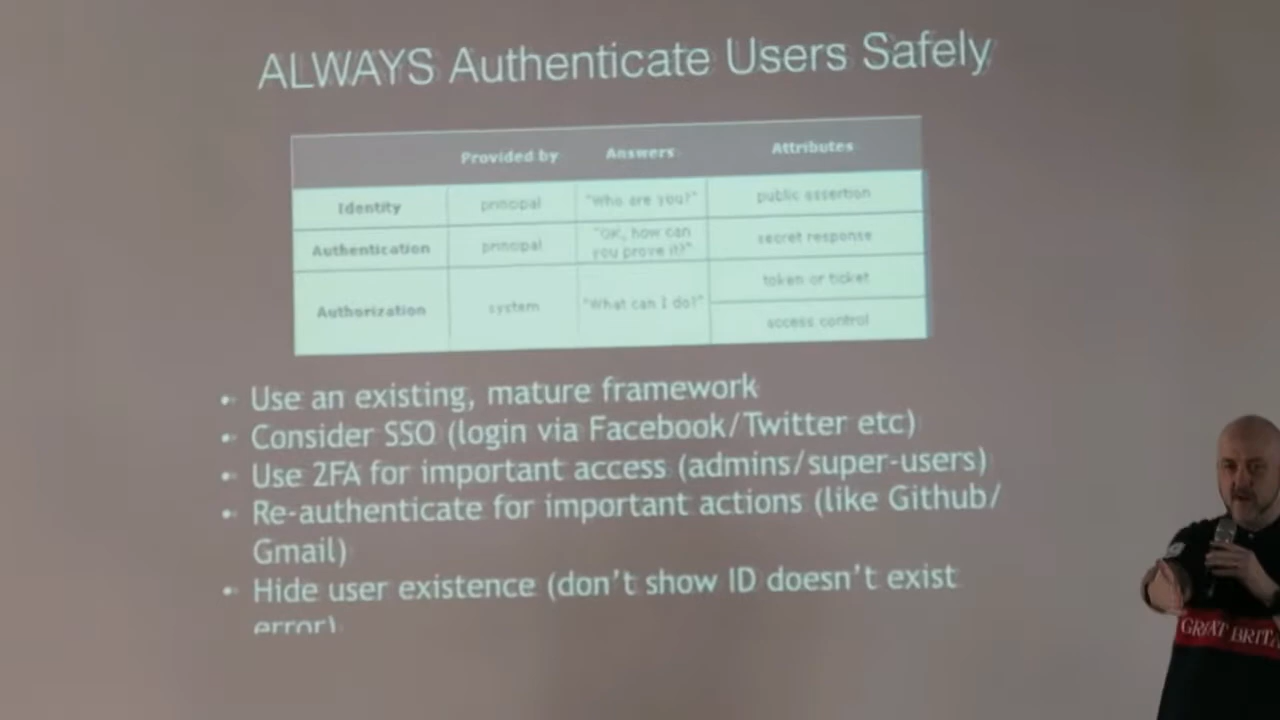 ALWAYS Authenticate Users Safely
Provided by Answers Attributes
Identity principal "Who are you?" public assertion
Authentication principal "OK, how can you prove it?" secret response
Authorization system "What can I do?" token or ticket
access control
• Use an existing, mature framework
• Consider SSO (login via Facebook/Twitter etc)
• Use 2FA for important access (admins/super-users)
• Re-authenticate for important actions (like Github/
Gmail)
• Hide user existence (don't show ID doesn't exist
error)
GREAT